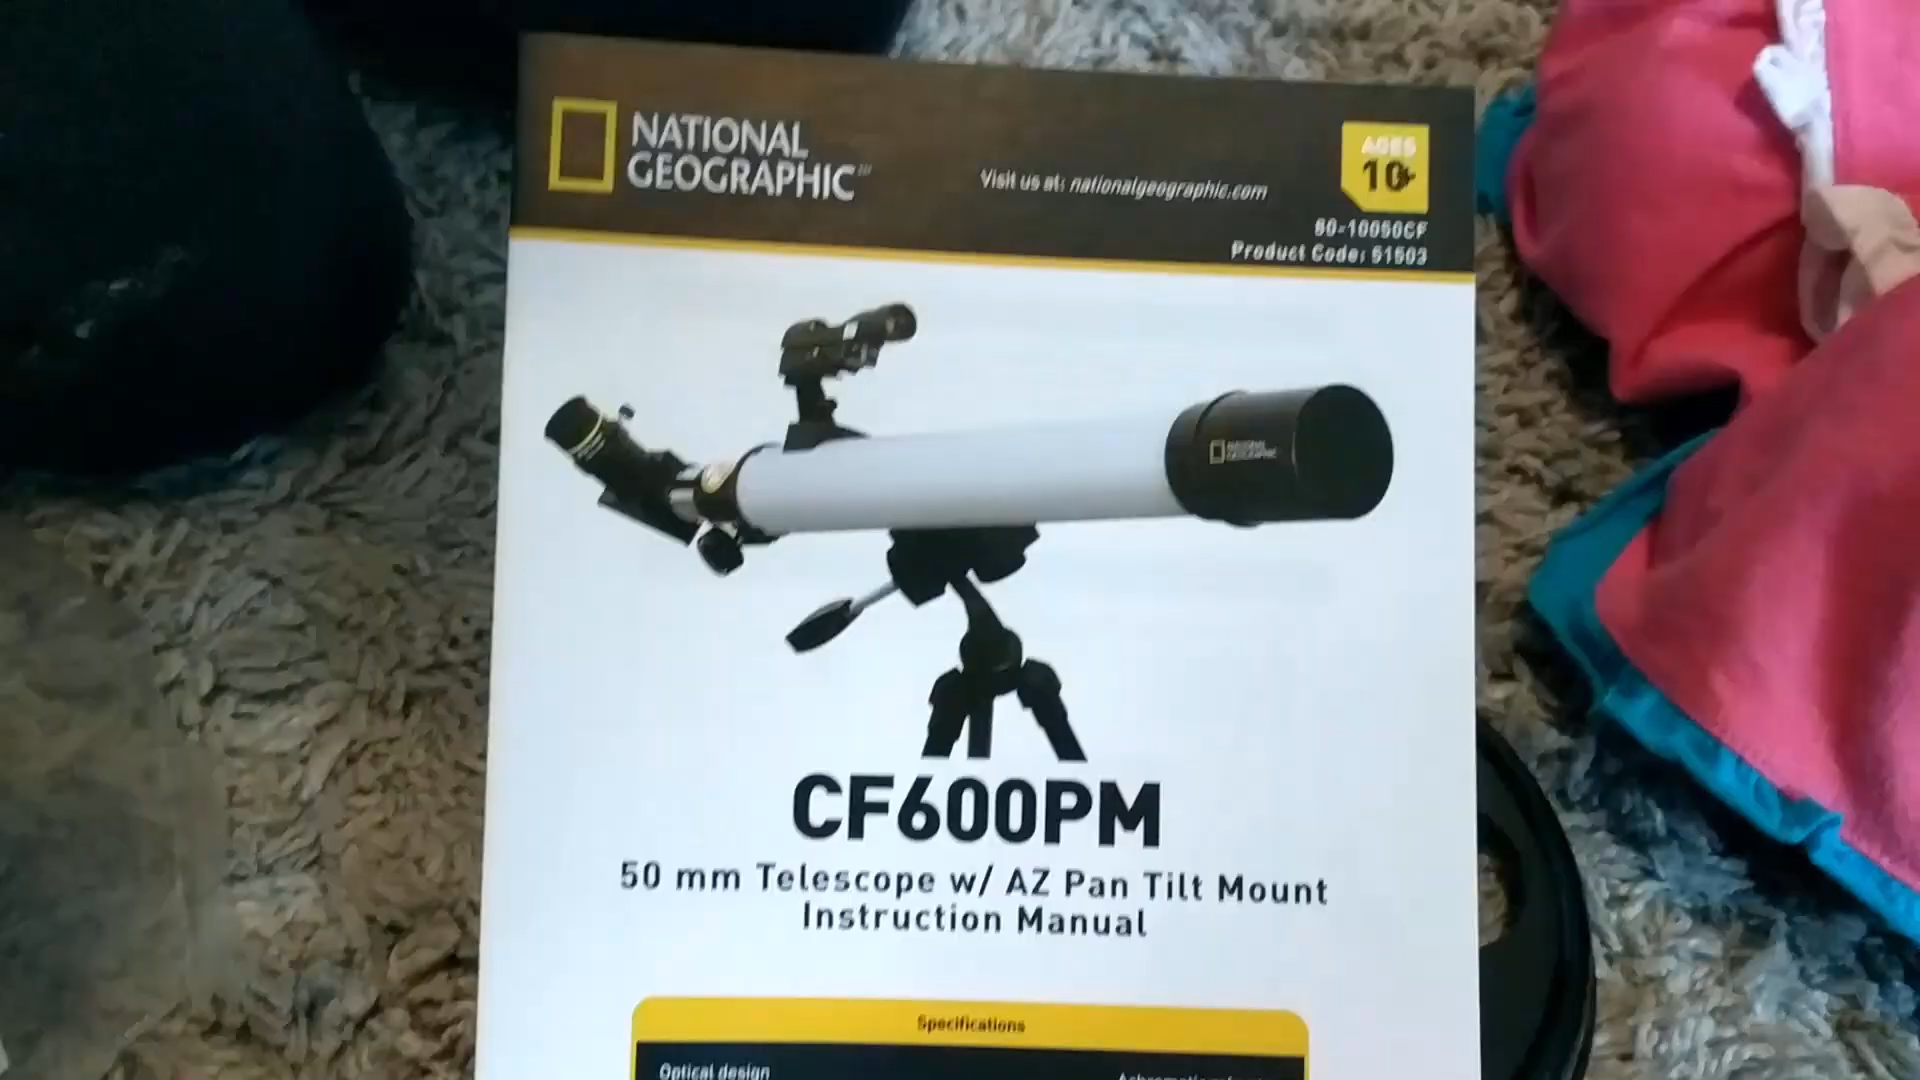 NATIONAL
GEOGRAPHIC
Visit us at: nationalgeographic.com
AGES
10+
80-10050CF
Product Code: 51503
NATIONAL
GEOGRAPHIC
CF600PM
50 mm Telescope w/ AZ Pan Tilt Mount
Instruction Manual
Specifications
Optical design